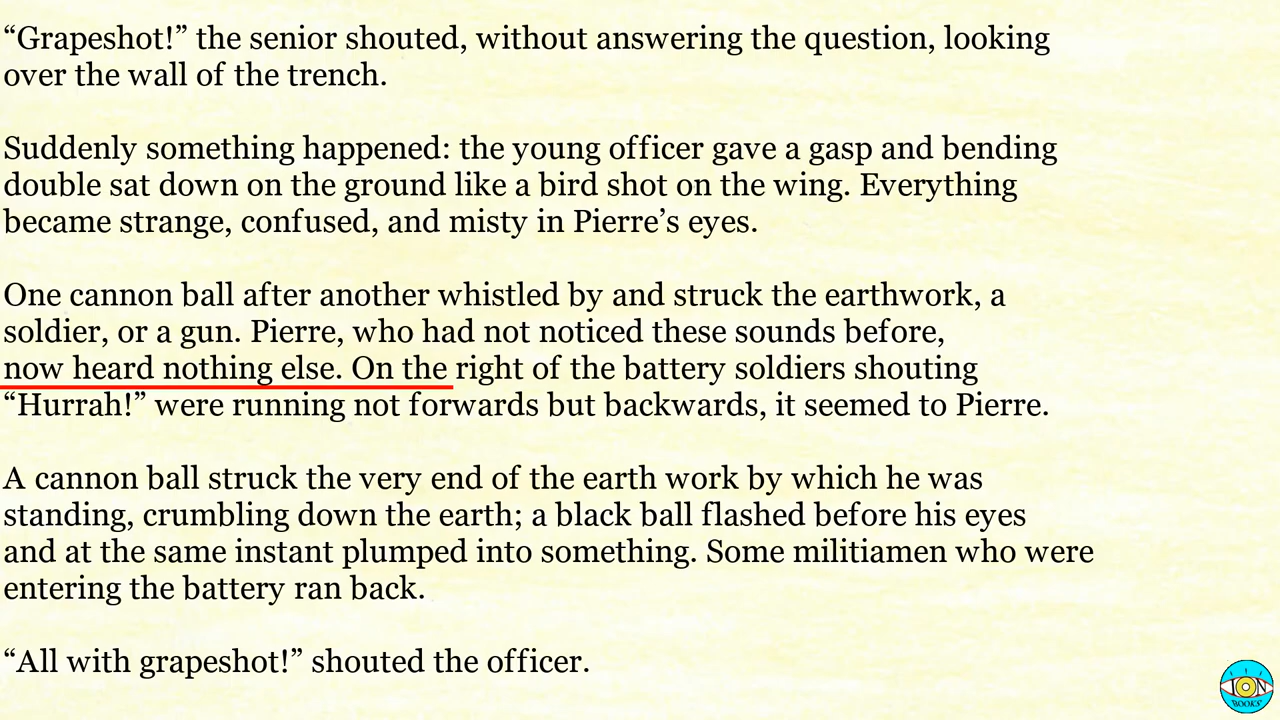 “Grapeshot!” the senior shouted, without answering the question, looking
over the wall of the trench.
Suddenly something happened: the young officer gave a gasp and bending
double sat down on the ground like a bird shot on the wing. Everything
became strange, confused, and misty in Pierre’s eyes.
One cannon ball after another whistled by and struck the earthwork, a
soldier, or a gun. Pierre, who had not noticed these sounds before,
now heard nothing else. On the right of the battery soldiers shouting
“Hurrah!” were running not forwards but backwards, it seemed to Pierre.
A cannon ball struck the very end of the earth work by which he was
standing, crumbling down the earth; a black ball flashed before his eyes
and at the same instant plumped into something. Some militiamen who were
entering the battery ran back.
“All with grapeshot!” shouted the officer.
ION
BOOKS